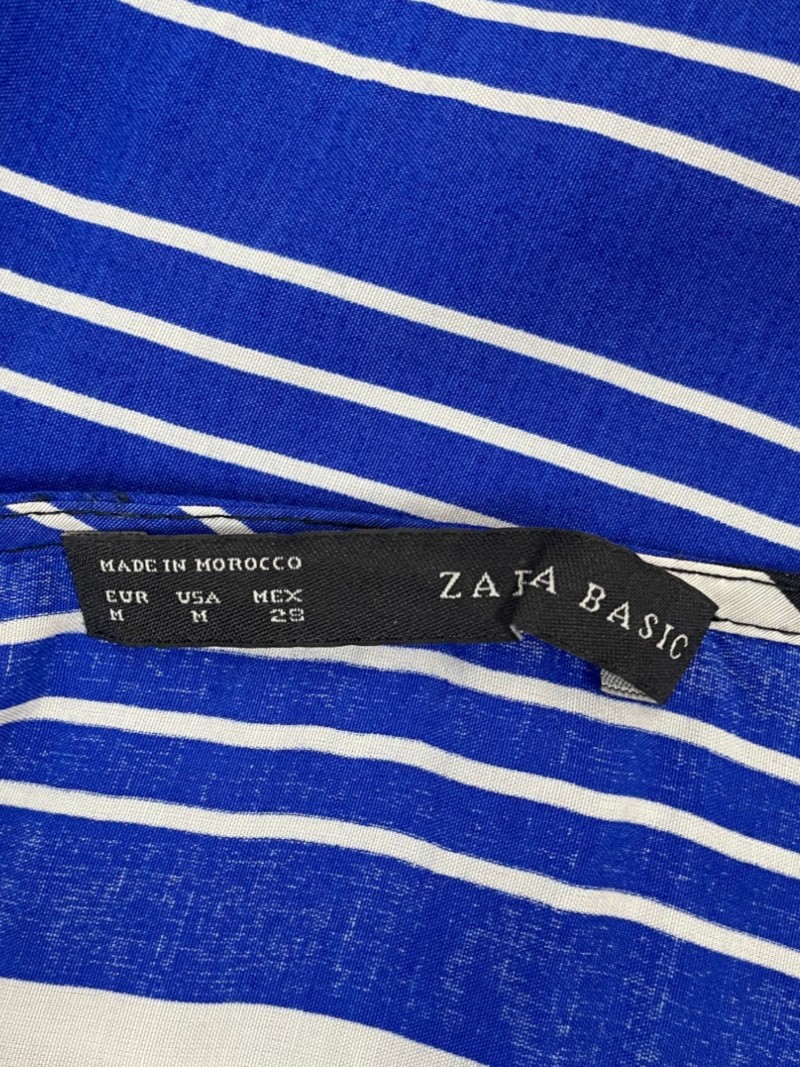 MADE IN MOROCCO
EUR USA MEX
M M 28
ZARA BASIC